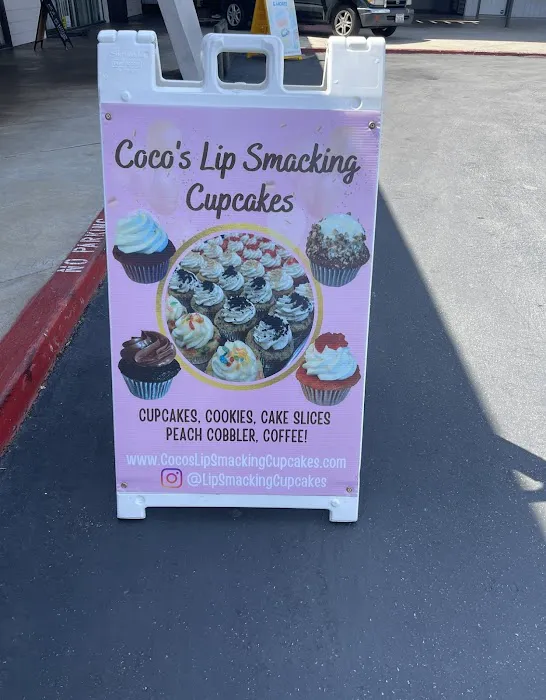 NO PARKING
Coco's Lip Smacking
Cupcakes
CUPCAKES, COOKIES, CAKE SLICES
PEACH COBBLER, COFFEE!
www.CocosLipSmackingCupcakes.com
@LipSmackingCupcakes